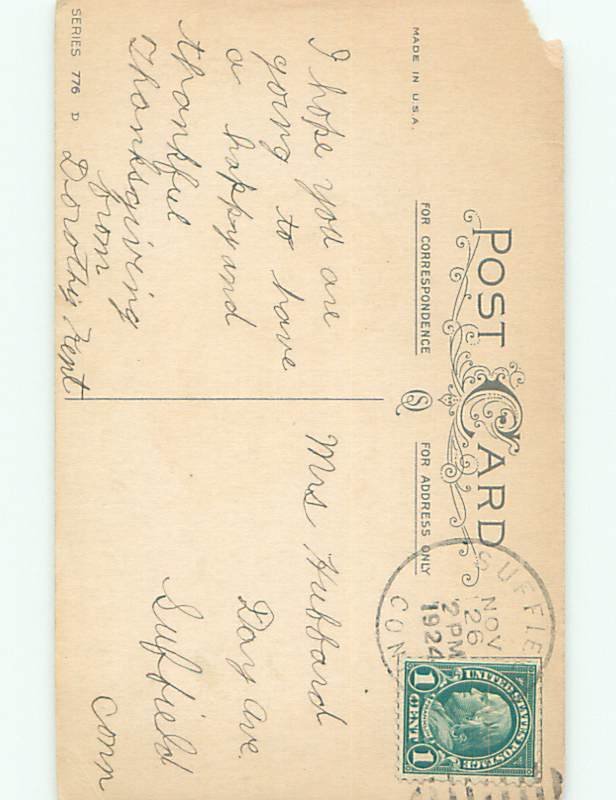 POST CARD
MADE IN U.S.A.
FOR CORRESPONDENCE
FOR ADDRESS ONLY
I hope you are
going to have
a happy and
thankful
Thanksgiving
from
Dorothy Kent
SERIES 776 D
SUFFIE
NOV
26
2 PM
1924
CON
UNITED STATES POSTAGE
1 CENT 1
Mrs Hubbard
Day Ave.
Suffield
Conn